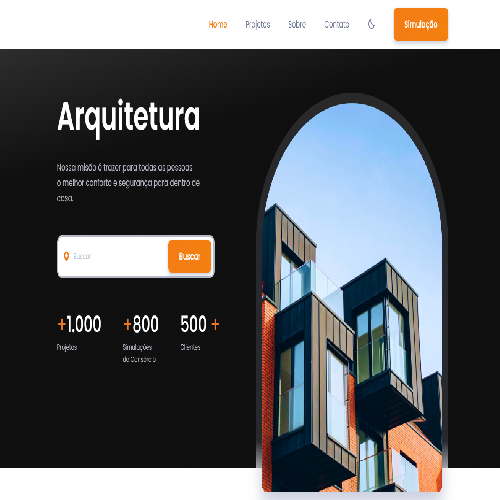 Home Projetos Sobre Contato Simulação
Arquitetura
Nossa misão é trazer para todas as pessoas
o melhor conforto e segurança para dentro de
casa.
Buscar Buscar
+1.000 +800 500 +
Projetos Simulações Clientes
de Consórcio